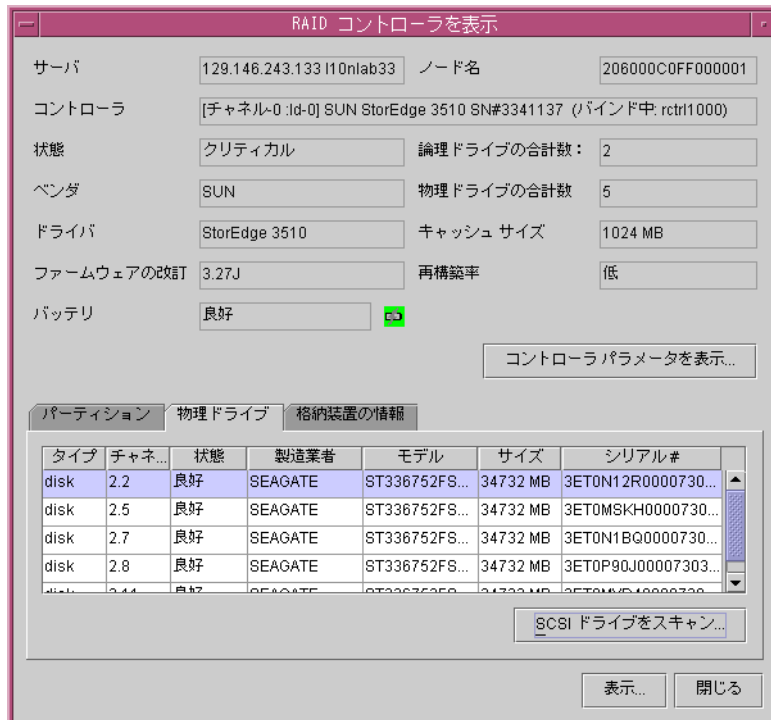 RAID コントローラを表示
サーバ 129.146.243.133 l10nlab33 ノード名 206000C0FF000001
コントローラ [チャネル-0 :Id-0] SUN StorEdge 3510 SN#3341137 (バインド中: rctrl1000)
状態 クリティカル 論理ドライブの合計数： 2
ベンダ SUN 物理ドライブの合計数 5
ドライバ StorEdge 3510 キャッシュ サイズ 1024 MB
ファームウェアの改訂 3.27J 再構築率 低
バッテリ 良好
コントローラ パラメータを表示...
パーティション 物理ドライブ 格納装置の情報
タイプ チャネ... 状態 製造業者 モデル サイズ シリアル #
disk 2.2 良好 SEAGATE ST336752FS... 34732 MB 3ET0N12R0000730...
disk 2.5 良好 SEAGATE ST336752FS... 34732 MB 3ET0MSKH0000730...
disk 2.7 良好 SEAGATE ST336752FS... 34732 MB 3ET0N1BQ0000730...
disk 2.8 良好 SEAGATE ST336752FS... 34732 MB 3ET0P90J00007303...
disk 良好 SEAGATE 34732 MB
SCSI ドライブをスキャン...
表示... 閉じる